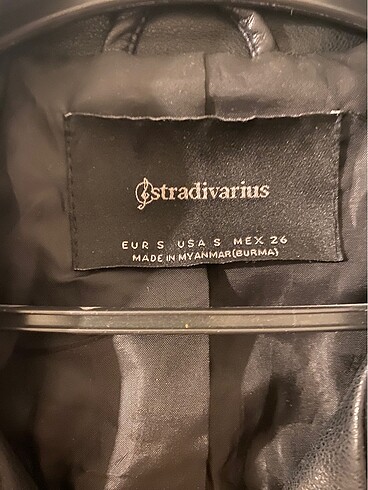 stradivarius
EUR S USA S MEX 26
MADE IN MYANMAR(BURMA)